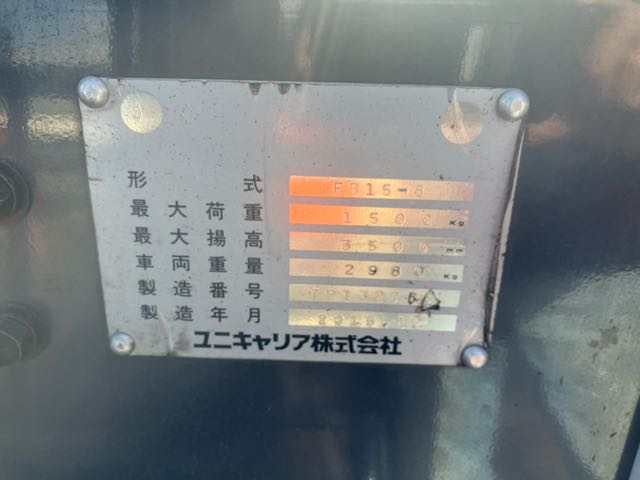 形式 FB15-8
最大荷重 1500 Kg
最大揚高 3500 mm
車両重量 2980 Kg
製造番号
製造年月
ユニキャリア株式会社